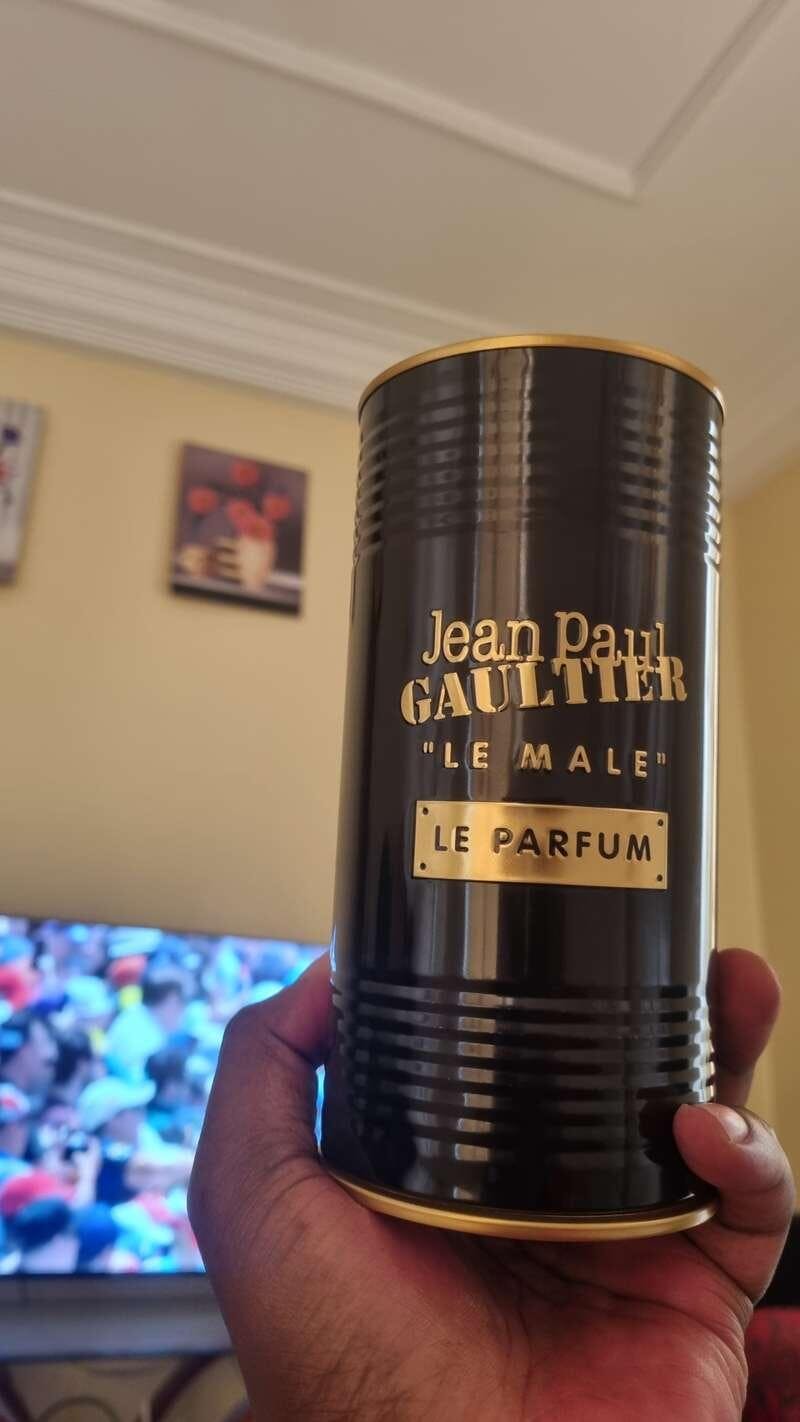 Jean Paul
GAULTIER
"LE MALE"
LE PARFUM